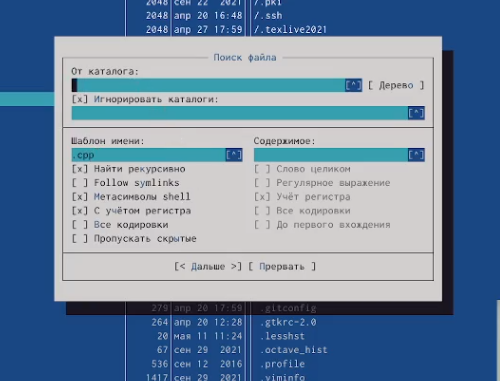 2048 сен 22 2021 /.pki
2048 апр 20 16:48 /.ssh
2048 апр 27 17:59 /.texlive2021
Поиск файла
От каталога:
[^] [ Дерево ]
[x] Игнорировать каталоги:
[^]
Шаблон имени: Содержимое:
.cpp [^] [^]
[x] Найти рекурсивно [ ] Слово целиком
[ ] Follow symlinks [ ] Регулярное выражение
[x] Метасимволы shell [x] Учёт регистра
[x] С учётом регистра [ ] Все кодировки
[ ] Все кодировки [ ] До первого вхождения
[ ] Пропускать скрытые
[< Дальше >] [ Прервать ]
279 апр 20 17:59 .gitconfig
264 апр 20 12:28 .gtkrc-2.0
20 мая 11 11:24 .lesshst
67 сен 29 2021 .octave_hist
536 сен 12 2016 .profile
1417 сен 29 2021 .viminfo